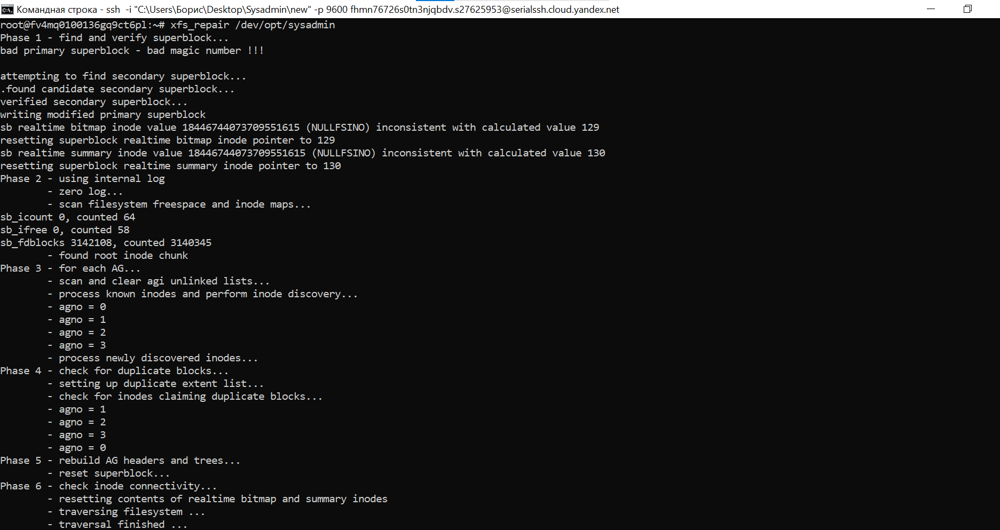 Командная строка - ssh  -i "C:\Users\Борис\Desktop\Sysadmin\new" -p 9600 fhmn76726s0tn3njqbdv.s27625953@serialssh.cloud.yandex.net
root@fv4mq0100136gq9ct6pl:~# xfs_repair /dev/opt/sysadmin
Phase 1 - find and verify superblock...
bad primary superblock - bad magic number !!!

attempting to find secondary superblock...
.found candidate secondary superblock...
verified secondary superblock...
writing modified primary superblock
sb realtime bitmap inode value 18446744073709551615 (NULLFSINO) inconsistent with calculated value 129
resetting superblock realtime bitmap inode pointer to 129
sb realtime summary inode value 18446744073709551615 (NULLFSINO) inconsistent with calculated value 130
resetting superblock realtime summary inode pointer to 130
Phase 2 - using internal log
        - zero log...
        - scan filesystem freespace and inode maps...
sb_icount 0, counted 64
sb_ifree 0, counted 58
sb_fdblocks 3142108, counted 3140345
        - found root inode chunk
Phase 3 - for each AG...
        - scan and clear agi unlinked lists...
        - process known inodes and perform inode discovery...
        - agno = 0
        - agno = 1
        - agno = 2
        - agno = 3
        - process newly discovered inodes...
Phase 4 - check for duplicate blocks...
        - setting up duplicate extent list...
        - check for inodes claiming duplicate blocks...
        - agno = 1
        - agno = 2
        - agno = 3
        - agno = 0
Phase 5 - rebuild AG headers and trees...
        - reset superblock...
Phase 6 - check inode connectivity...
        - resetting contents of realtime bitmap and summary inodes
        - traversing filesystem ...
        - traversal finished ...